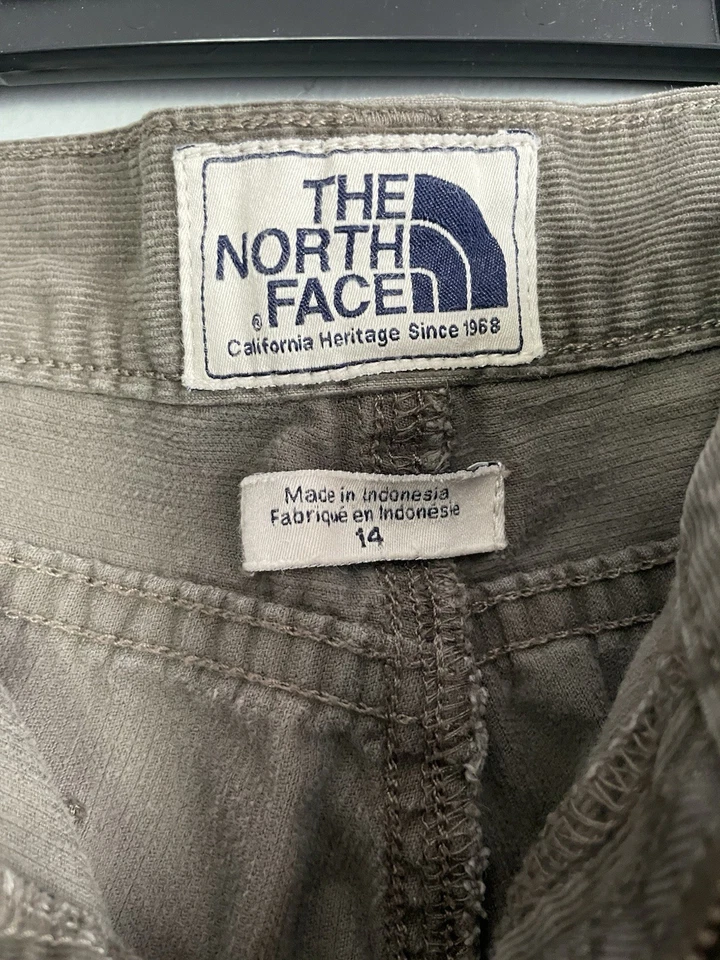 THE
NORTH
FACE
®
California Heritage Since 1968
Made in Indonesia
Fabriqué en Indonésie
14